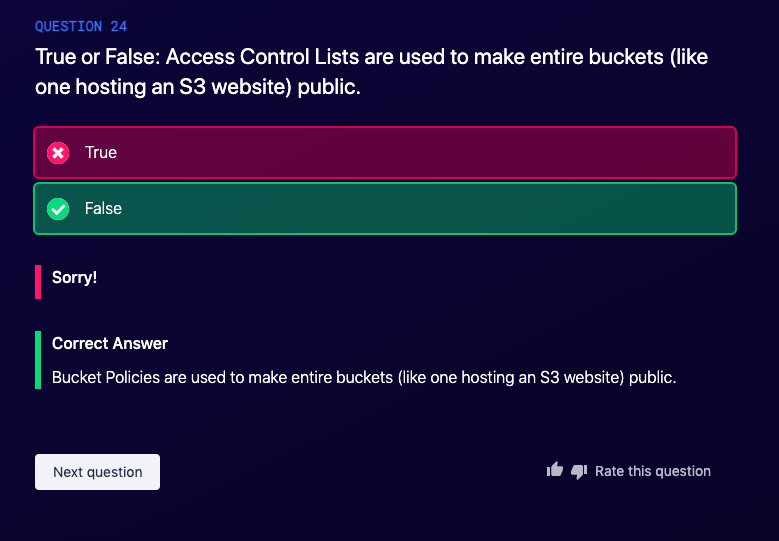 QUESTION 24
True or False: Access Control Lists are used to make entire buckets (like
one hosting an S3 website) public.
True
False
Sorry!
Correct Answer
Bucket Policies are used to make entire buckets (like one hosting an S3 website) public.
Next question
Rate this question